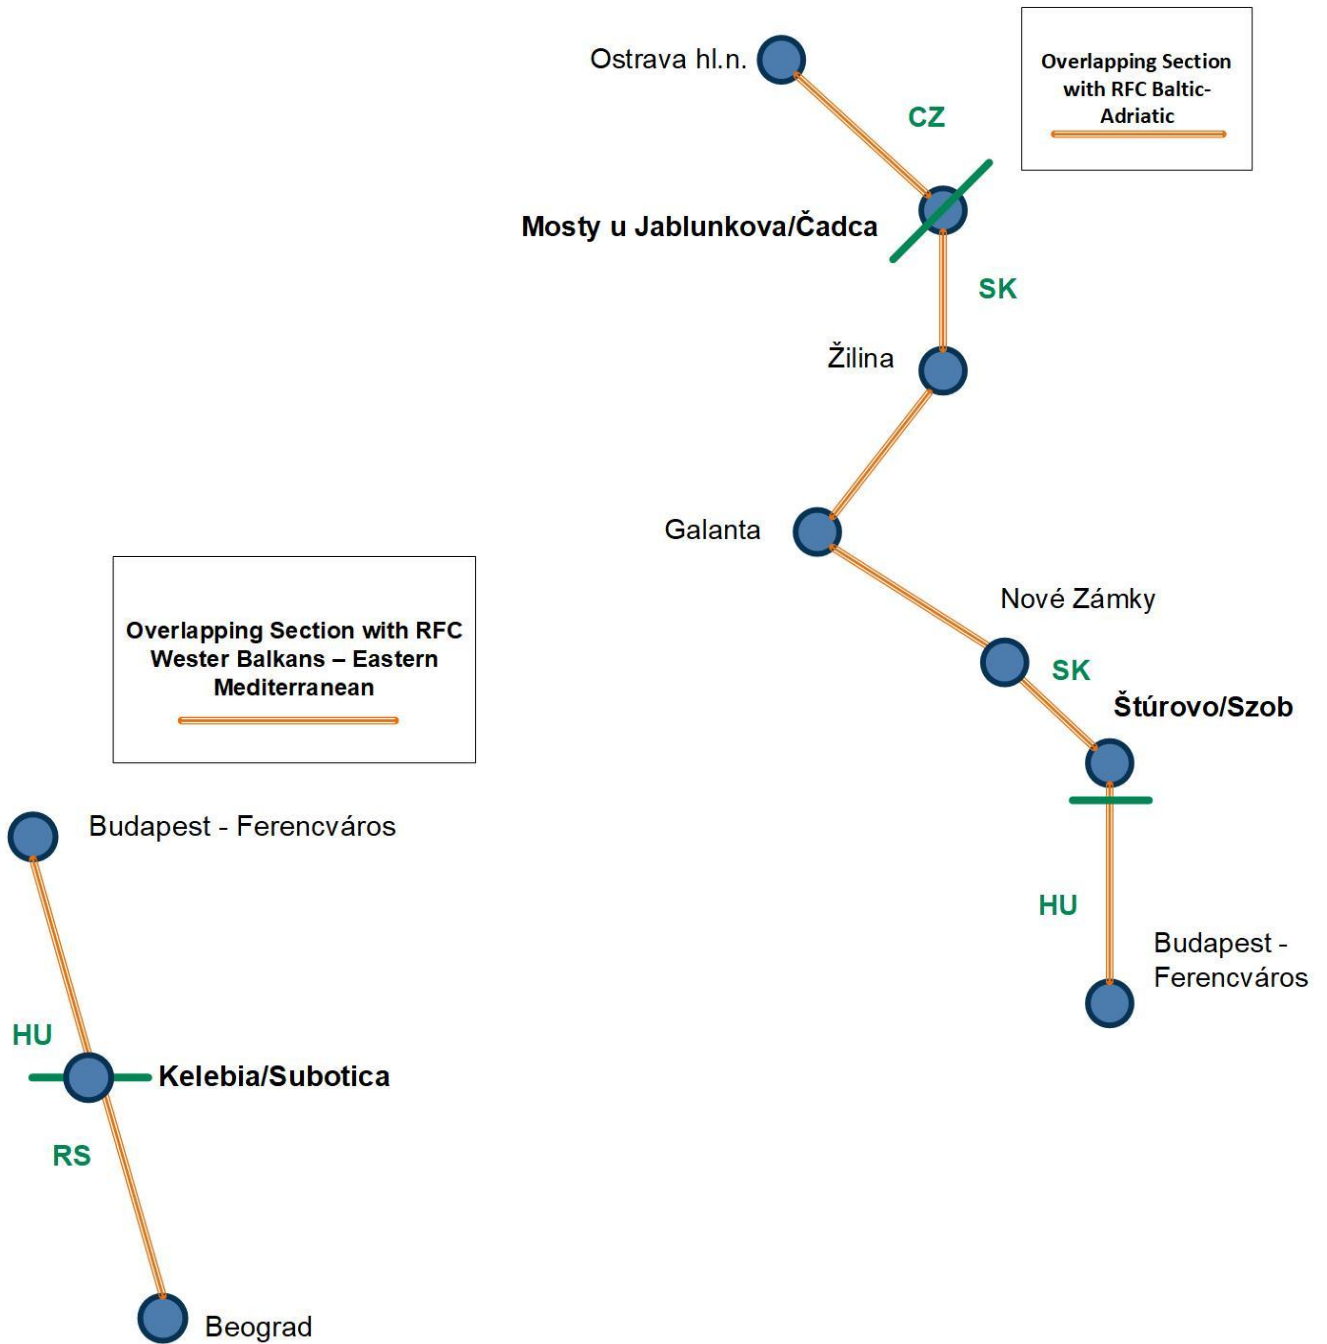 Ostrava hl.n.
Overlapping Section
with RFC Baltic-
Adriatic
CZ
Mosty u Jablunkova/Čadca
SK
Žilina
Galanta
Nové Zámky
SK
Štúrovo/Szob
HU
Budapest -
Ferencváros
Overlapping Section with RFC
Wester Balkans – Eastern
Mediterranean
Budapest - Ferencváros
HU
Kelebia/Subotica
RS
Beograd